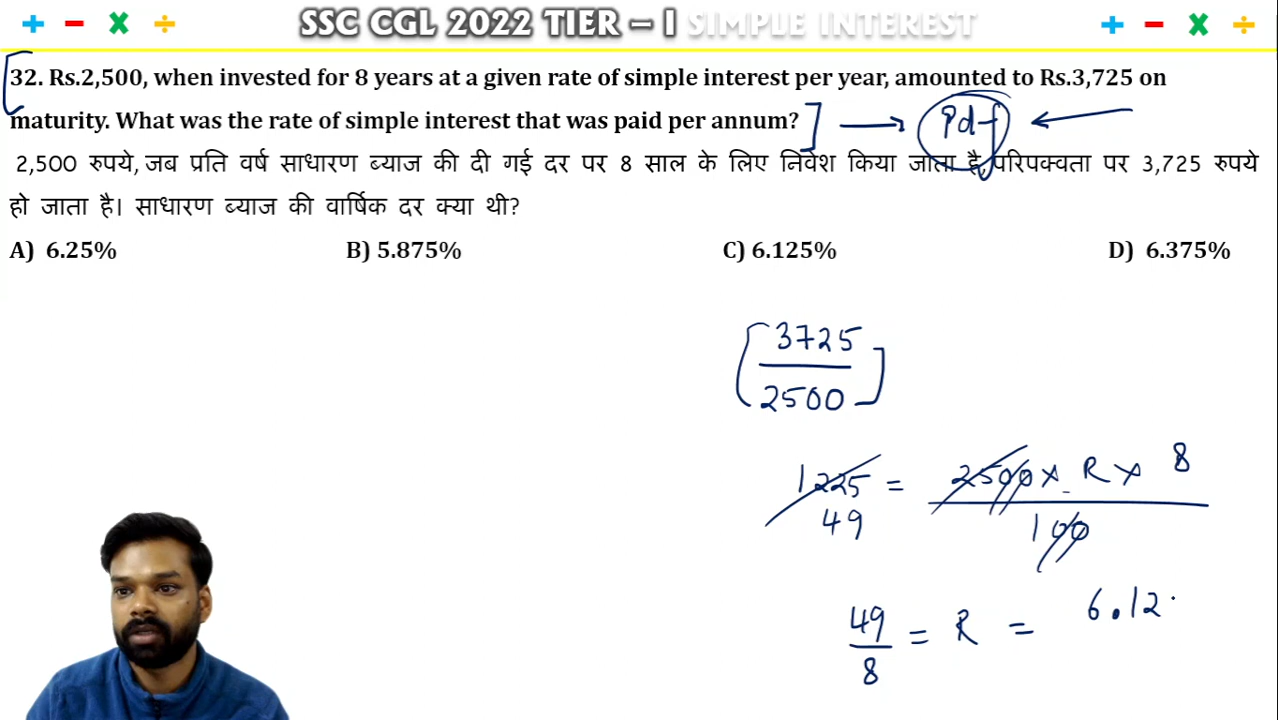 + - × ÷ SSC CGL 2022 TIER – I SIMPLE INTEREST + - × ÷
32. Rs.2,500, when invested for 8 years at a given rate of simple interest per year, amounted to Rs.3,725 on
maturity. What was the rate of simple interest that was paid per annum? Pdf
2,500 रुपये, जब प्रति वर्ष साधारण ब्याज की दी गई दर पर 8 साल के लिए निवेश किया जाता है, परिपक्वता पर 3,725 रुपये
हो जाता है। साधारण ब्याज की वार्षिक दर क्या थी?
A) 6.25% B) 5.875% C) 6.125% D) 6.375%
3725
2500
1225 = 2500 × R × 8
49 100
49 = R = 6.12
8